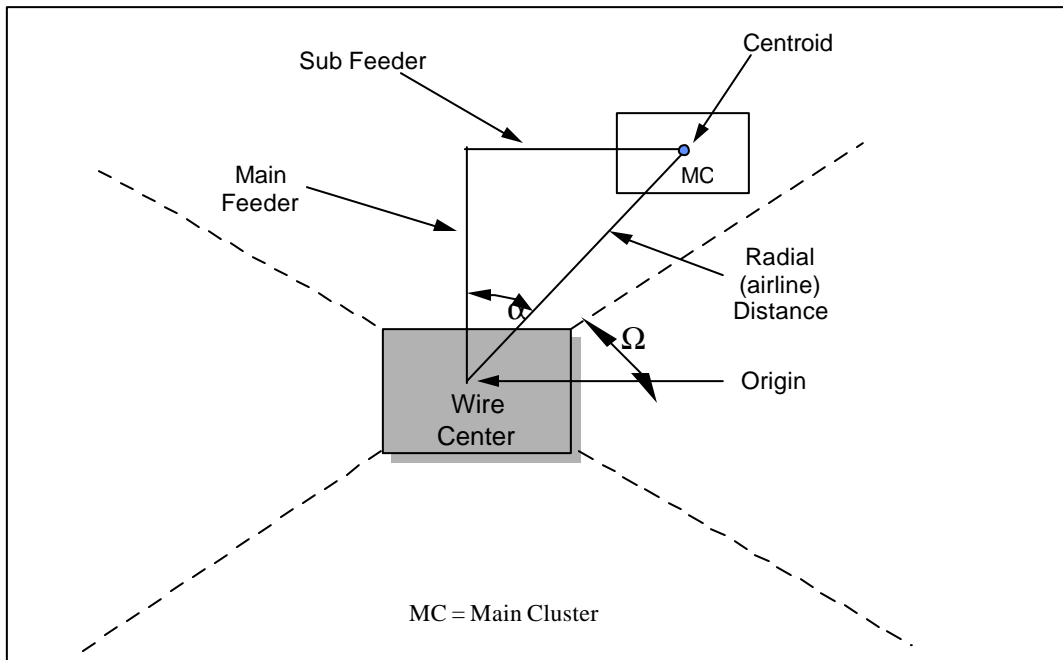 Centroid
Sub Feeder
MC
Main
Feeder
Radial
(airline)
Distance
α
Ω
Origin
Wire
Center
MC = Main Cluster